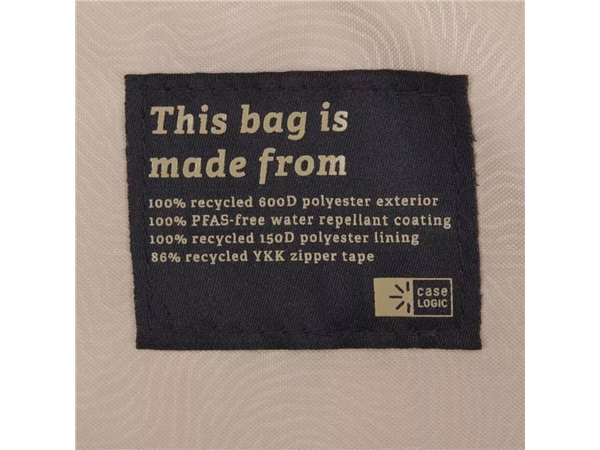 This bag is
made from
100% recycled 600D polyester exterior
100% PFAS-free water repellant coating
100% recycled 150D polyester lining
86% recycled YKK zipper tape
case
LOGIC